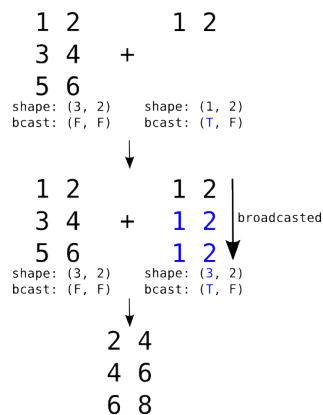 1 2 1 2
3 4 +
5 6
shape: (3, 2) shape: (1, 2)
bcast: (F, F) bcast: (T, F)
1 2 1 2
3 4 + 1 2 broadcasted
5 6 1 2
shape: (3, 2) shape: (3, 2)
bcast: (F, F) bcast: (T, F)
2 4
4 6
6 8